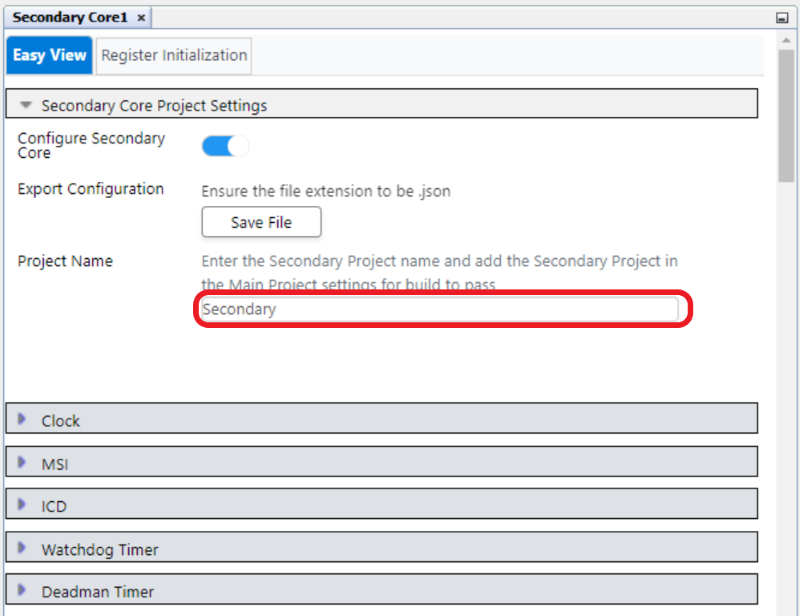 Secondary Core1 ×
Easy View Register Initialization
Secondary Core Project Settings
Configure Secondary
Core
Export Configuration Ensure the file extension to be .json
Save File
Project Name Enter the Secondary Project name and add the Secondary Project in
the Main Project settings for build to pass
Secondary
Clock
MSI
ICD
Watchdog Timer
Deadman Timer